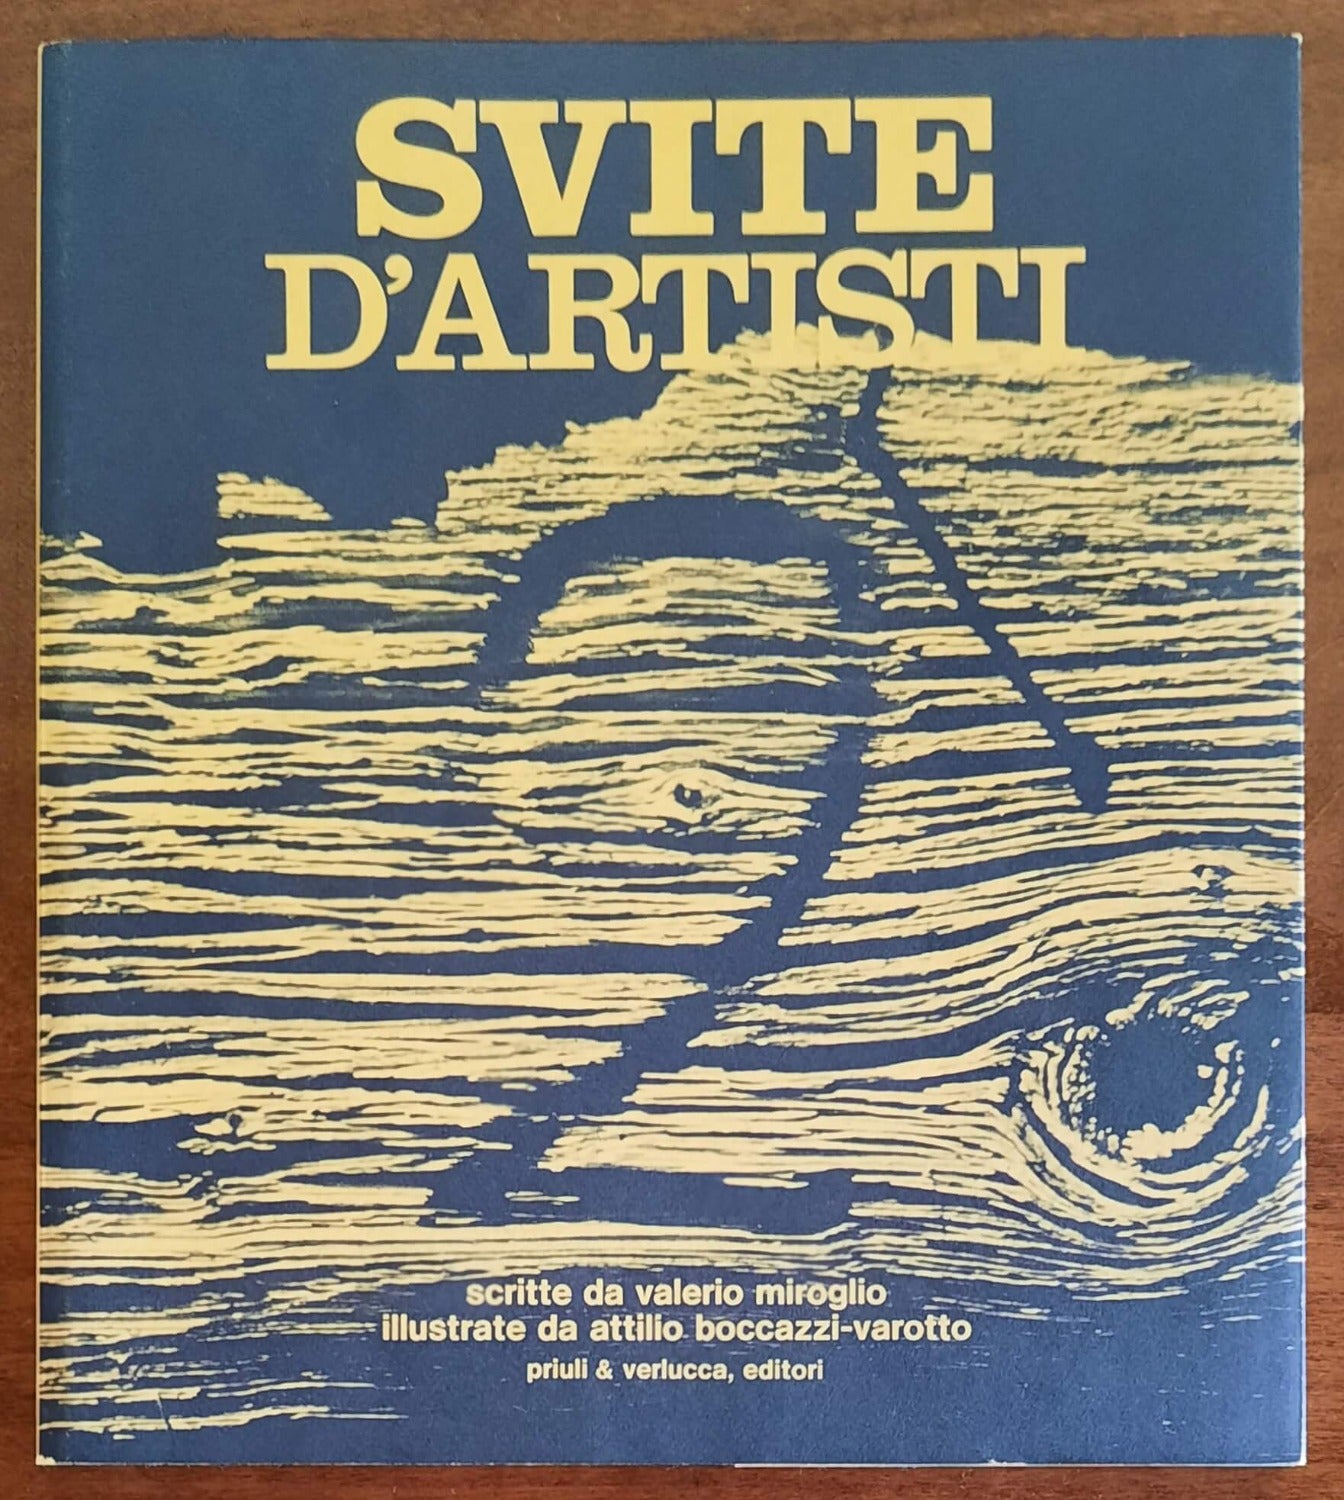 SVITE
D'ARTISTI
scritte da valerio miroglio
illustrate da attilio boccazzi-varotto
priuli & verlucca, editori